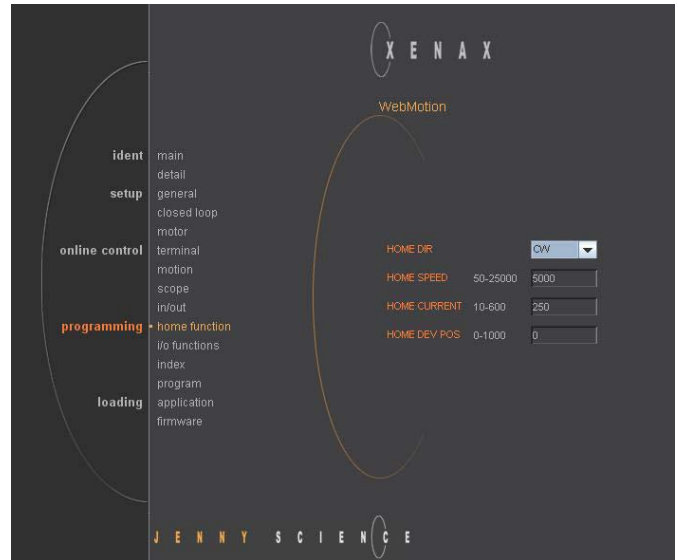 XENAX
WebMotion
ident main
detail
setup general
closed loop
motor
online control terminal
motion
scope
in/out
programming • home function
i/o functions
index
program
loading application
firmware
HOME DIR CW
HOME SPEED 50-25000 5000
HOME CURRENT 10-600 250
HOME DEV POS 0-1000 0
JENNY SCIENCE